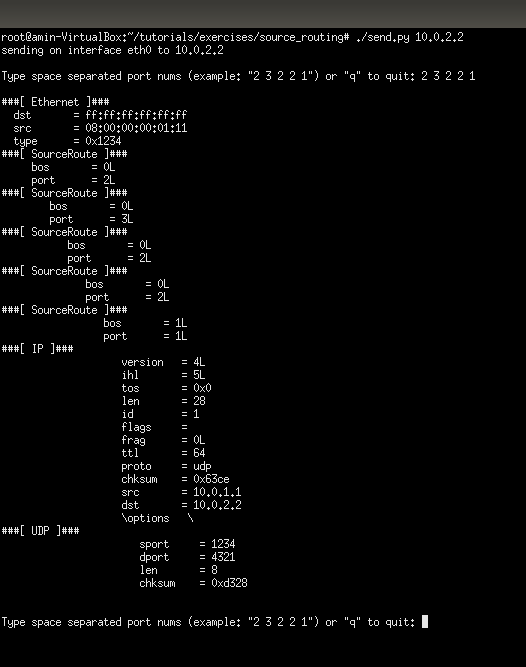 root@amin-VirtualBox:~/tutorials/exercises/source_routing# ./send.py 10.0.2.2
sending on interface eth0 to 10.0.2.2
Type space separated port nums (example: "2 3 2 2 1") or "q" to quit: 2 3 2 2 1
###[ Ethernet ]###
dst = ff:ff:ff:ff:ff:ff
src = 08:00:00:00:01:11
type = 0x1234
###[ SourceRoute ]###
bos = 0L
port = 2L
###[ SourceRoute ]###
bos = 0L
port = 3L
###[ SourceRoute ]###
bos = 0L
port = 2L
###[ SourceRoute ]###
bos = 0L
port = 2L
###[ SourceRoute ]###
bos = 1L
port = 1L
###[ IP ]###
version = 4L
ihl = 5L
tos = 0x0
len = 28
id = 1
flags =
frag = 0L
ttl = 64
proto = udp
chksum = 0x63ce
src = 10.0.1.1
dst = 10.0.2.2
\options \
###[ UDP ]###
sport = 1234
dport = 4321
len = 8
chksum = 0xd328
Type space separated port nums (example: "2 3 2 2 1") or "q" to quit: